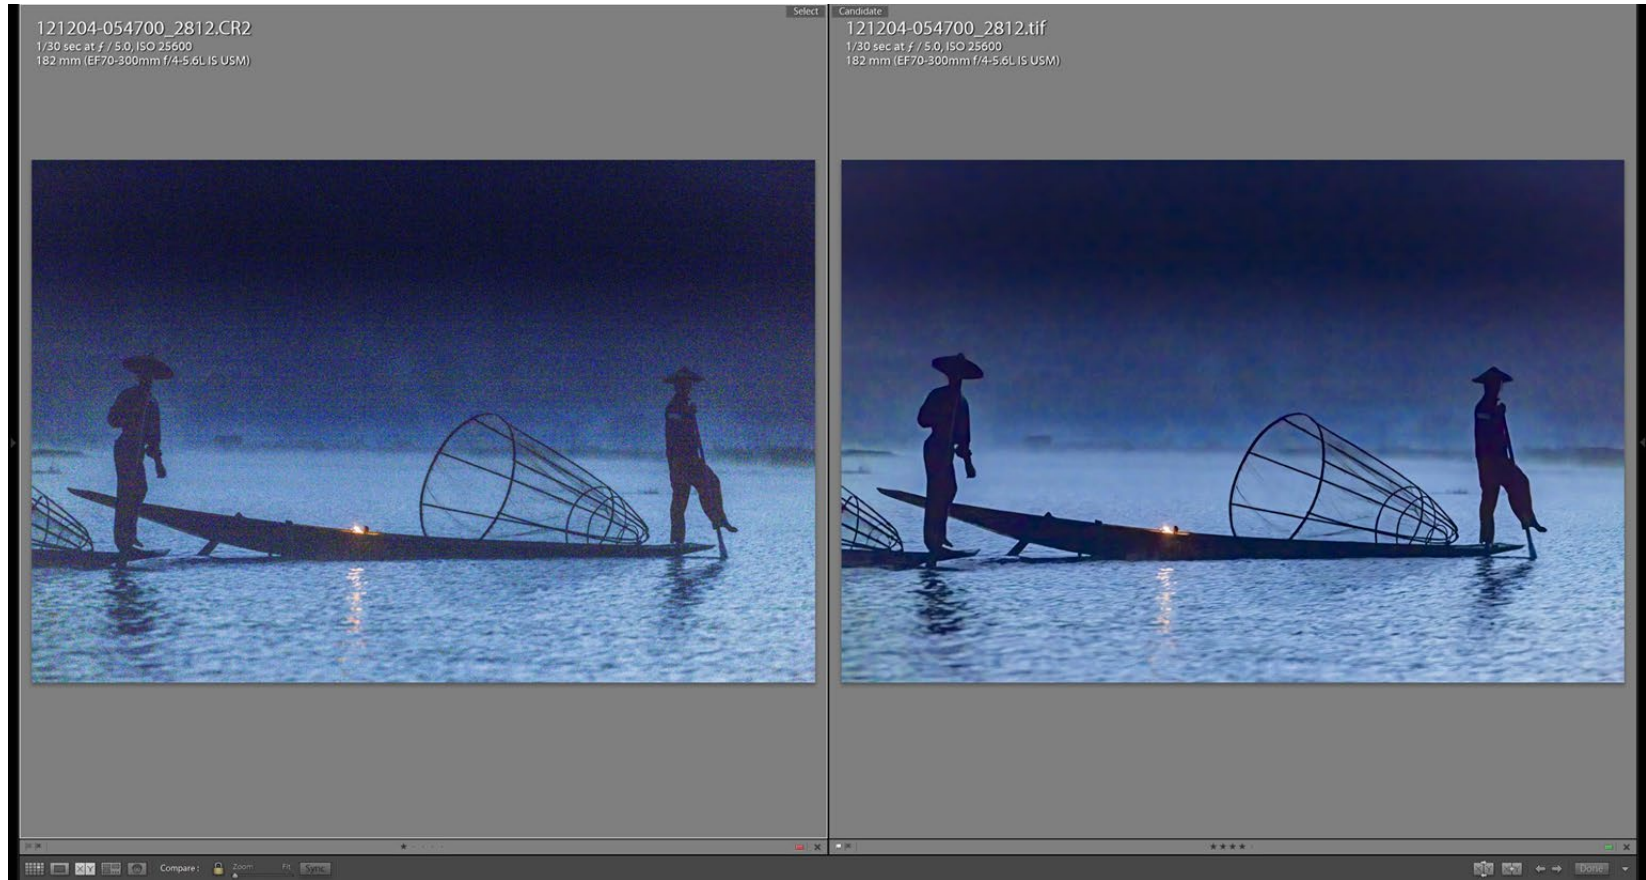 Select
Candidate
121204-054700_2812.CR2
1/30 sec at ƒ / 5.0, ISO 25600
182 mm (EF70-300mm f/4-5.6L IS USM)
121204-054700_2812.tif
1/30 sec at ƒ / 5.0, ISO 25600
182 mm (EF70-300mm f/4-5.6L IS USM)
Compare :
Zoom
Fit
Sync
Done